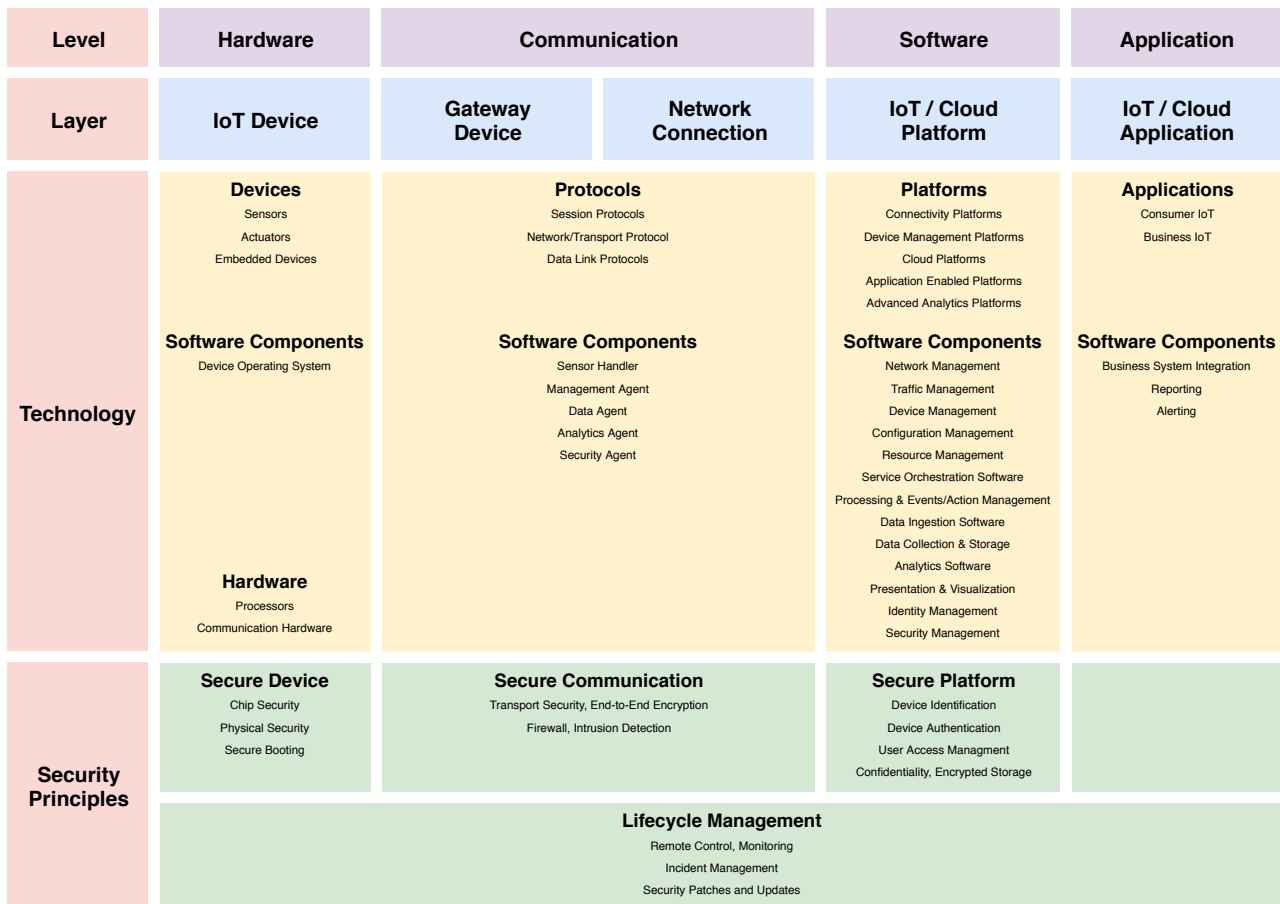 Level
Hardware
Communication
Software
Application
Layer
IoT Device
Gateway
Device
Network
Connection
IoT / Cloud
Platform
IoT / Cloud
Application
Technology
Devices
Sensors
Actuators
Embedded Devices
Software Components
Device Operating System
Hardware
Processors
Communication Hardware
Protocols
Session Protocols
Network/Transport Protocol
Data Link Protocols
Software Components
Sensor Handler
Management Agent
Data Agent
Analytics Agent
Security Agent
Platforms
Connectivity Platforms
Device Management Platforms
Cloud Platforms
Application Enabled Platforms
Advanced Analytics Platforms
Software Components
Network Management
Traffic Management
Device Management
Configuration Management
Resource Management
Service Orchestration Software
Processing & Events/Action Management
Data Ingestion Software
Data Collection & Storage
Analytics Software
Presentation & Visualization
Identity Management
Security Management
Applications
Consumer IoT
Business IoT
Software Components
Business System Integration
Reporting
Alerting
Security
Principles
Secure Device
Chip Security
Physical Security
Secure Booting
Secure Communication
Transport Security, End-to-End Encryption
Firewall, Intrusion Detection
Secure Platform
Device Identification
Device Authentication
User Access Managment
Confidentiality, Encrypted Storage
Lifecycle Management
Remote Control, Monitoring
Incident Management
Security Patches and Updates